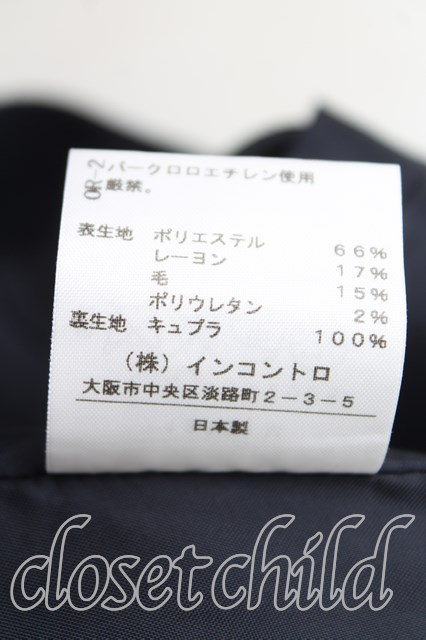 OR-2
パークロロエチレン使用
厳禁。
表生地 ポリエステル 66%
レーヨン 17%
毛 15%
ポリウレタン 2%
裏生地 キュプラ 100%
(株)インコントロ
大阪市中央区淡路町2-3-5
日本製
closet child